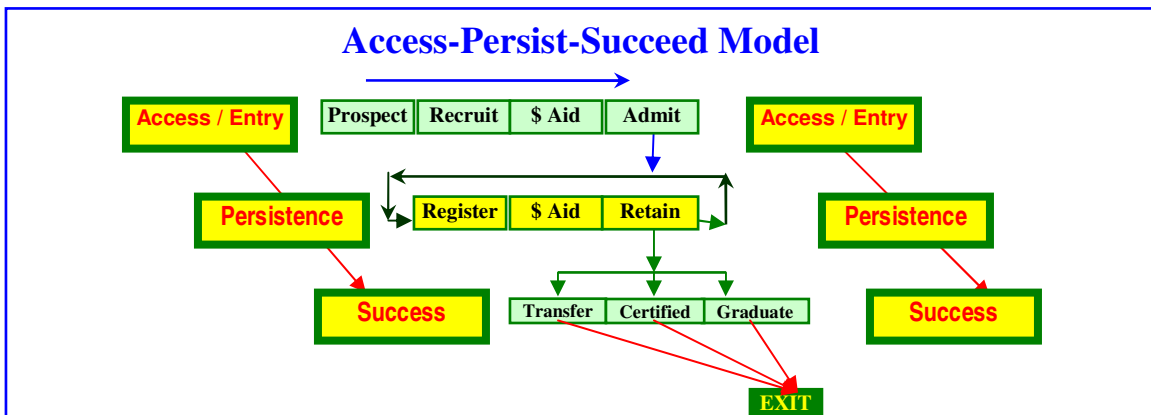 Access-Persist-Succeed Model
Access / Entry
Prospect Recruit $ Aid Admit
Access / Entry
Persistence
Register $ Aid Retain
Persistence
Success
Transfer Certified Graduate
Success
EXIT